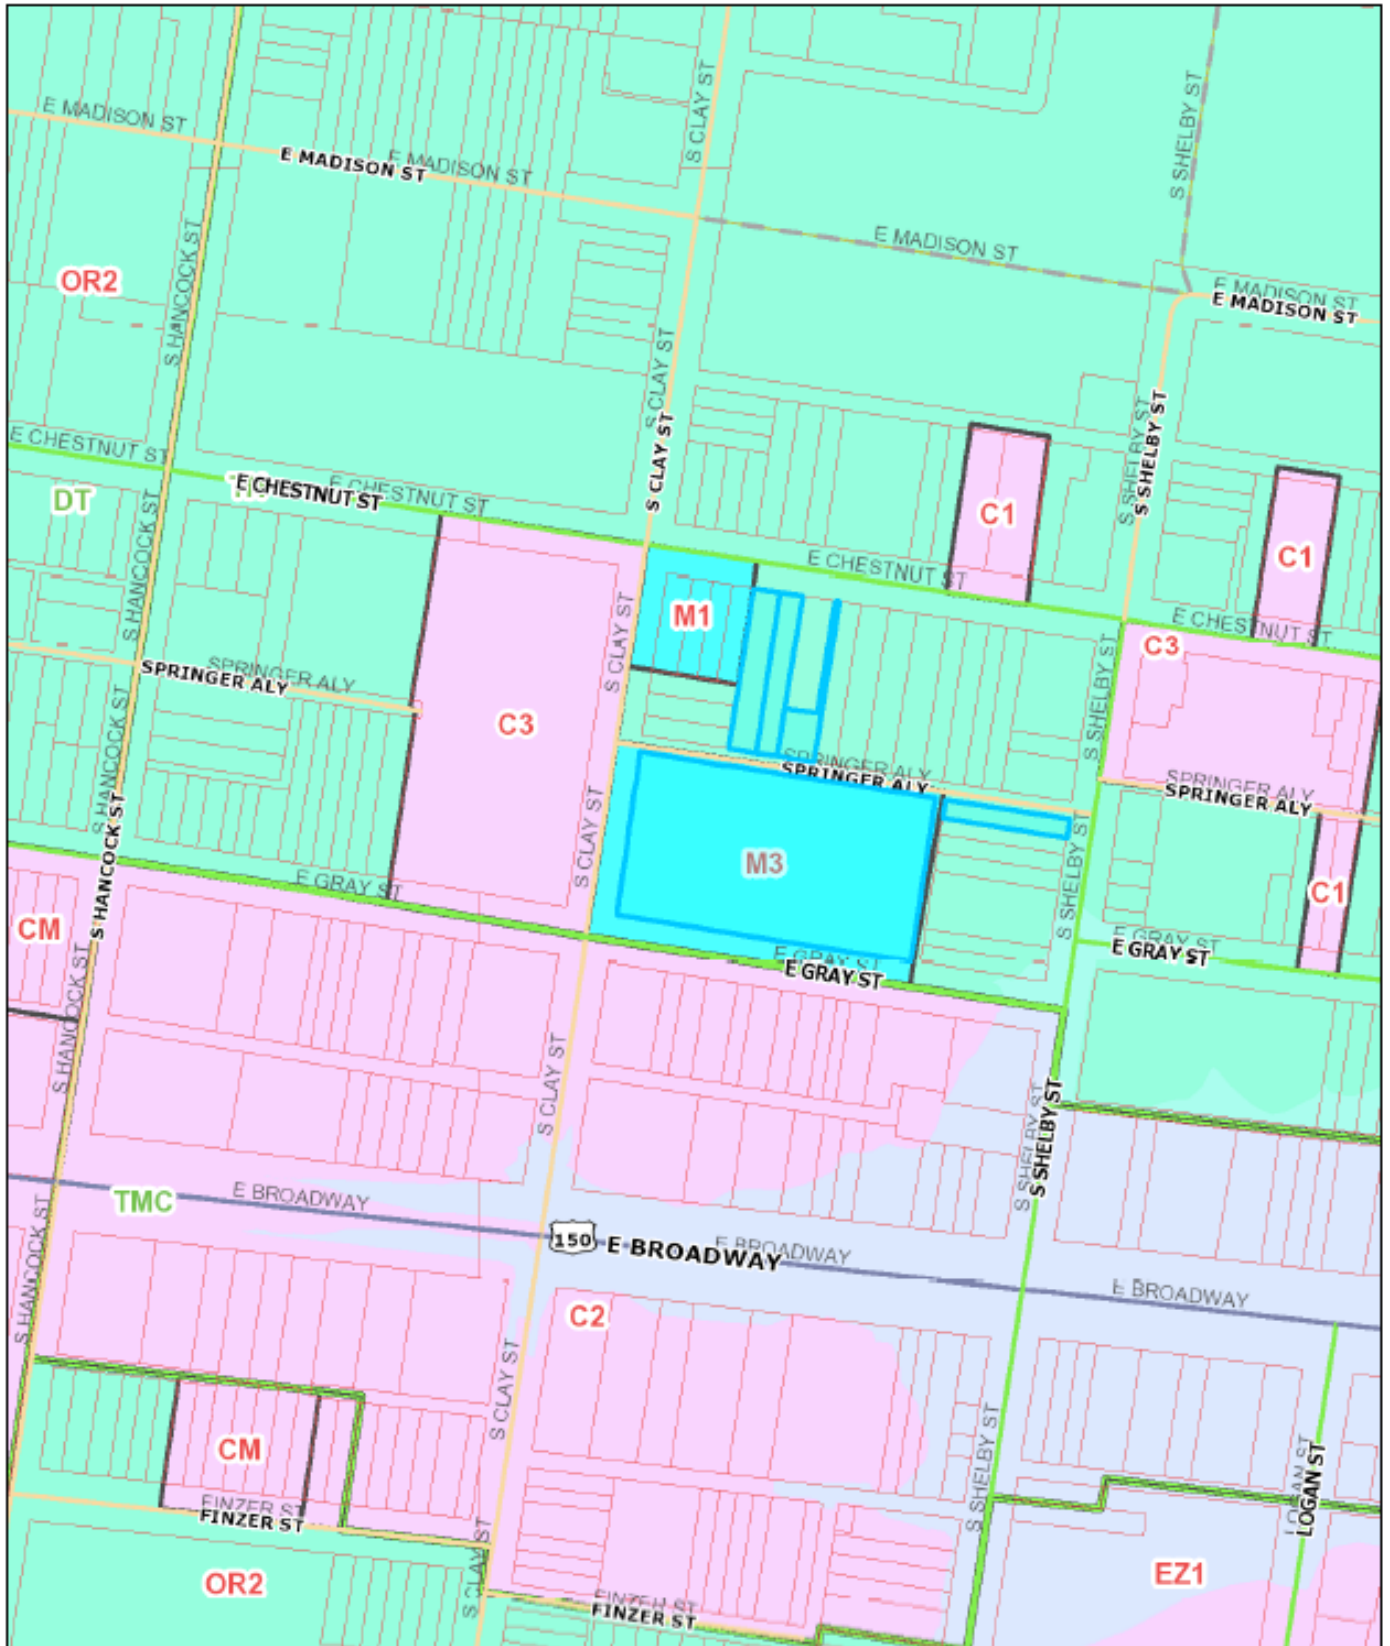 S CLAY ST
S SHELBY ST
E MADISON ST
E MADISON ST
E MADISON ST
E MADISON ST
E MADISON ST
E MADISON ST
OR2
S HANCOCK ST
S CLAY ST
S CLAY ST
S SHELBY ST
S SHELBY ST
E CHESTNUT ST
E CHESTNUT ST
E CHESTNUT ST
DT
C1
C1
S HANCOCK ST
E CHESTNUT ST
E CHESTNUT ST
M1
C3
S CLAY ST
S SHELBY ST
SPRINGER ALY
SPRINGER ALY
C3
S HANCOCK ST
SPRINGER ALY
SPRINGER ALY
SPRINGER ALY
SPRINGER ALY
S HANCOCK ST
S CLAY ST
M3
S SHELBY ST
C1
E GRAY ST
CM
E GRAY ST
E GRAY ST
E GRAY ST
E GRAY ST
S HANCOCK ST
S CLAY ST
S SHELBY ST
S SHELBY ST
TMC
E BROADWAY
150
E BROADWAY
E BROADWAY
E BROADWAY
S HANCOCK ST
C2
S CLAY ST
CM
S SHELBY ST
LOGAN ST
LOGAN ST
FINZER ST
FINZER ST
S CLAY ST
OR2
EZ1
FINZER ST
FINZER ST